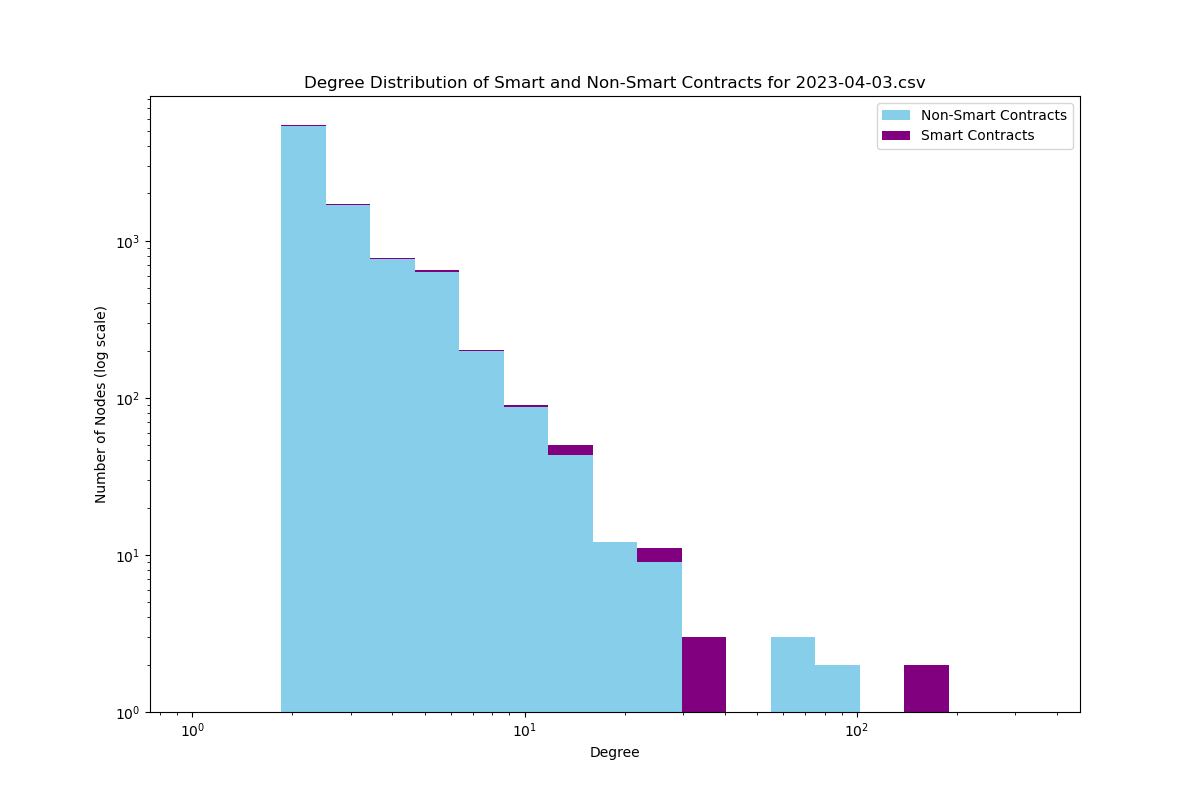 Degree Distribution of Smart and Non-Smart Contracts for 2023-04-03.csv
Non-Smart Contracts
Smart Contracts
Number of Nodes (log scale)
10³
10²
10¹
10⁰
10⁰ 10¹ 10²
Degree